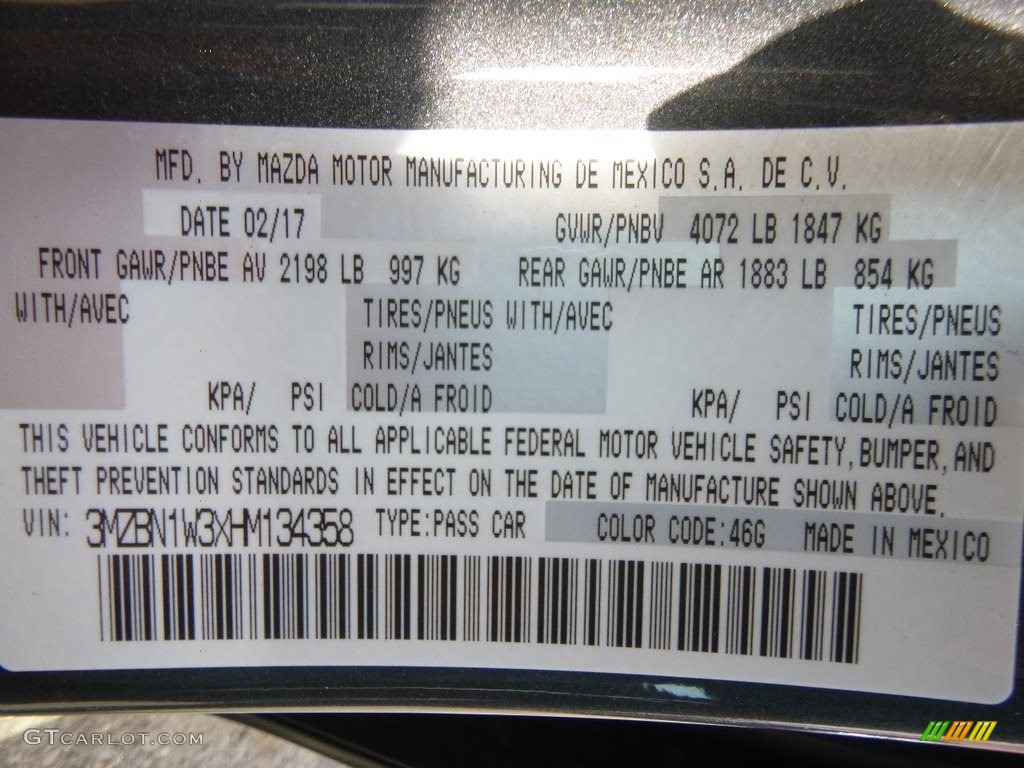 MFD. BY MAZDA MOTOR MANUFACTURING DE MEXICO S.A. DE C.V.
DATE 02/17 GVWR/PNBV 4072 LB 1847 KG
FRONT GAWR/PNBE AV 2198 LB 997 KG REAR GAWR/PNBE AR 1883 LB 854 KG
WITH/AVEC TIRES/PNEUS WITH/AVEC TIRES/PNEUS
RIMS/JANTES RIMS/JANTES
KPA/ PSI COLD/A FROID KPA/ PSI COLD/A FROID
THIS VEHICLE CONFORMS TO ALL APPLICABLE FEDERAL MOTOR VEHICLE SAFETY, BUMPER, AND
THEFT PREVENTION STANDARDS IN EFFECT ON THE DATE OF MANUFACTURE SHOWN ABOVE.
VIN: 3MZBN1W3XHM134358 TYPE:PASS CAR COLOR CODE:46G MADE IN MEXICO
GTCARLOT.COM